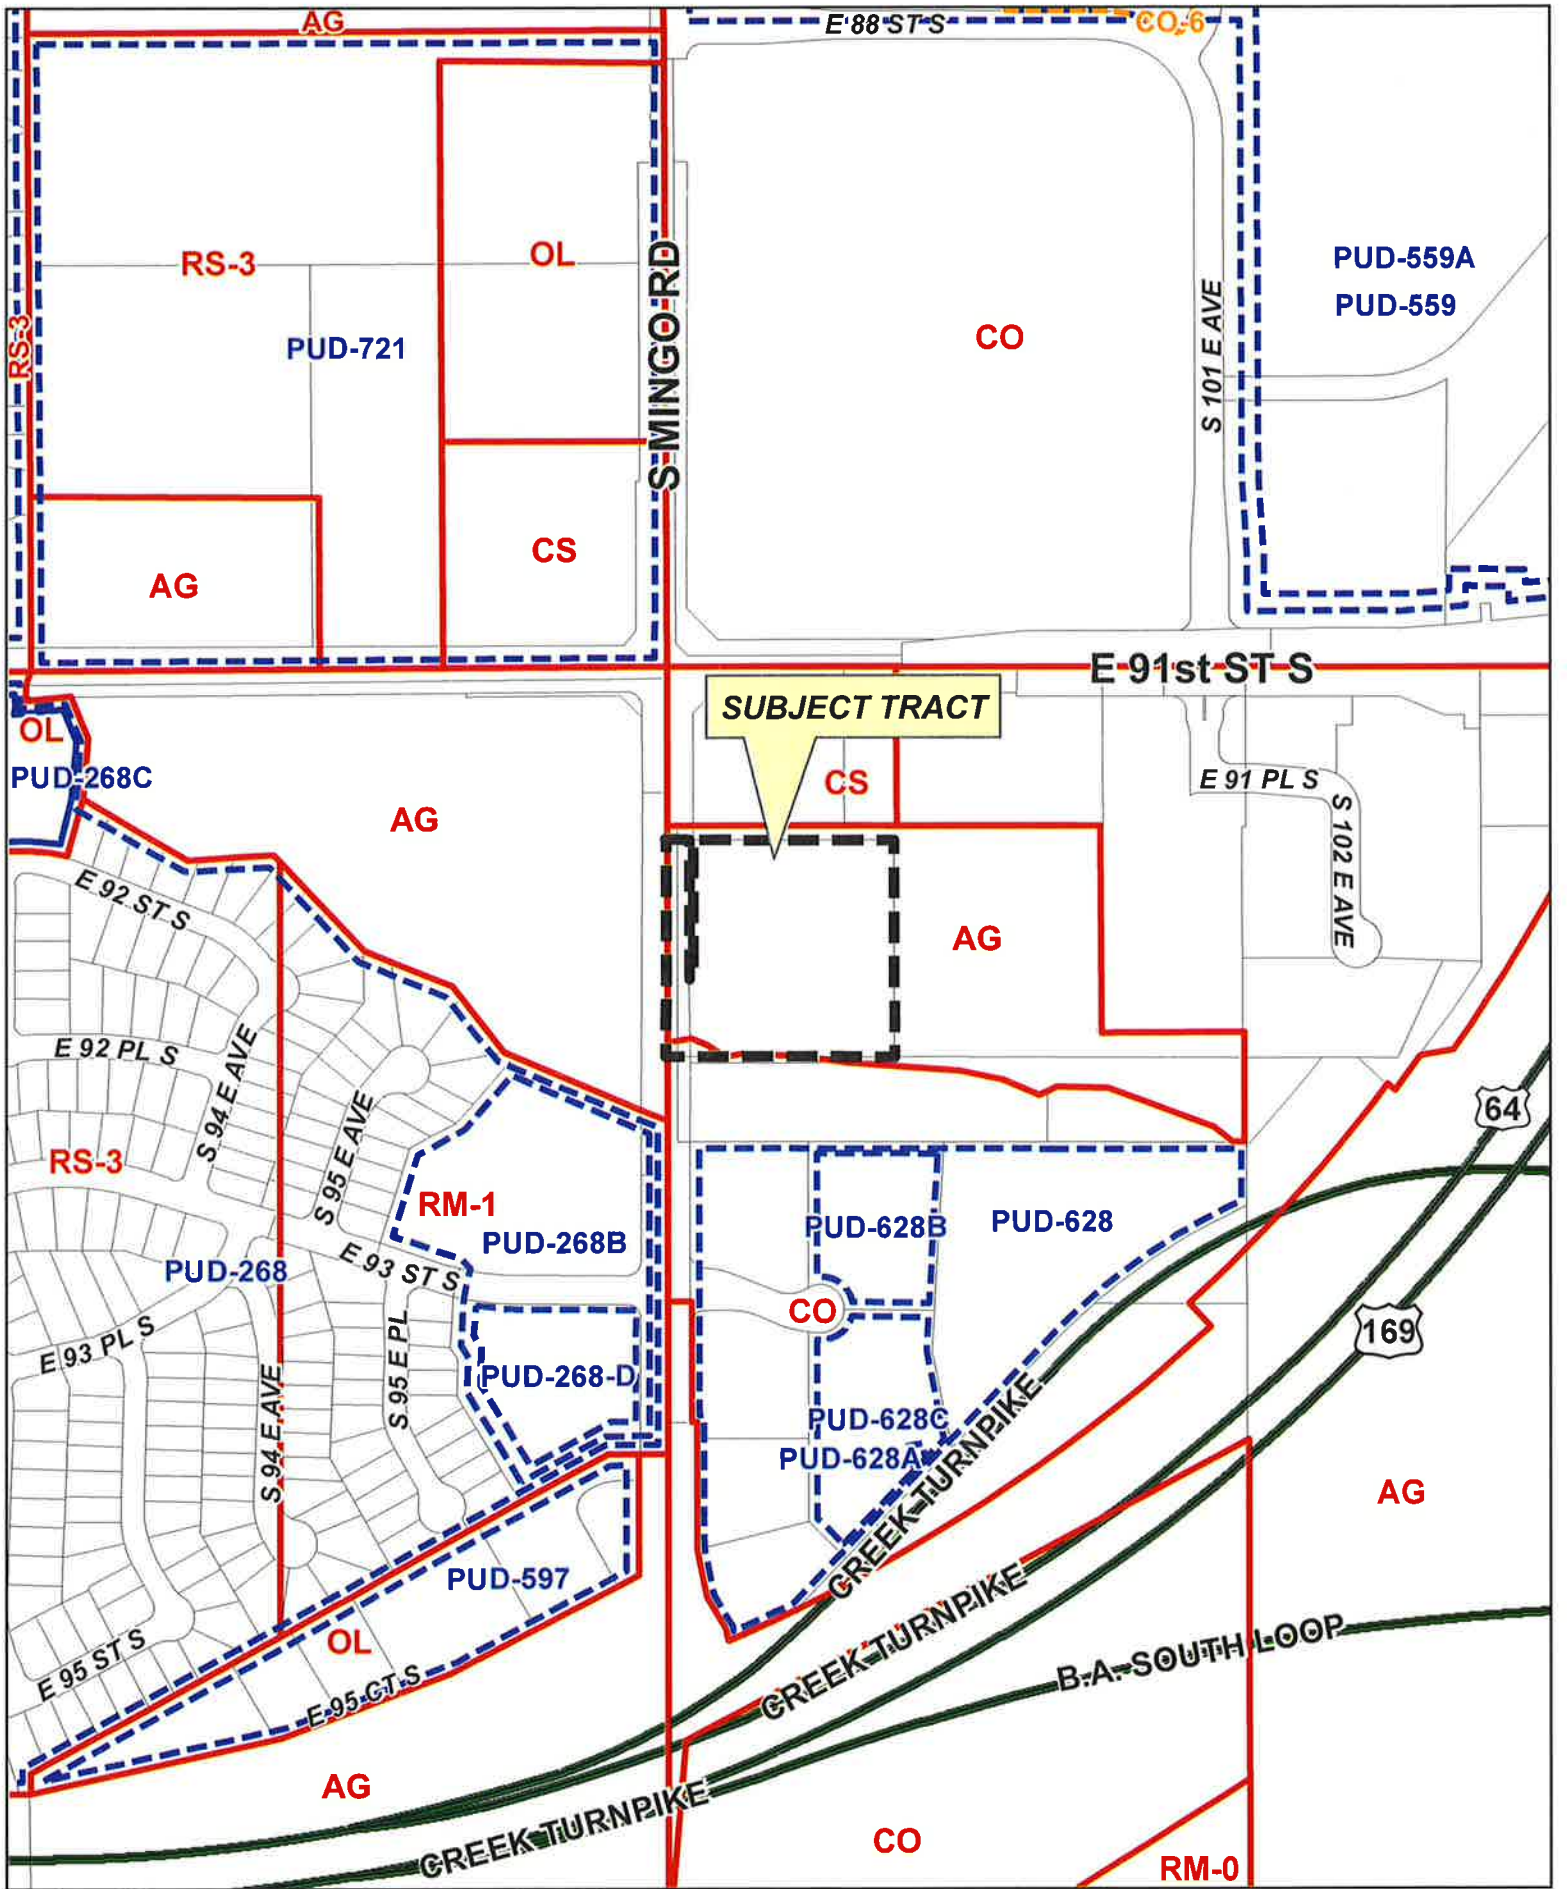 AG
E 88 ST S
CO-6
RS-3
OL
S MINGO RD
PUD-559A
PUD-559
RS-3
PUD-721
CO
S 101 E AVE
CS
AG
E 91st ST S
SUBJECT TRACT
OL
PUD-268C
CS
E 91 PL S
AG
S 102 E AVE
E 92 ST S
AG
E 92 PL S
S 94 E AVE
S 95 E AVE
64
RS-3
RM-1
PUD-268B
PUD-628B
PUD-628
PUD-268
E 93 ST S
CO
169
E 93 PL S
S 95 E PL
PUD-268-D
S 94 E AVE
PUD-628C
PUD-628A
CREEK TURNPIKE
AG
PUD-597
CREEK TURNPIKE
OL
E 95 ST S
E 95 CT S
B.A. SOUTH LOOP
AG
CREEK TURNPIKE
CO
RM-0